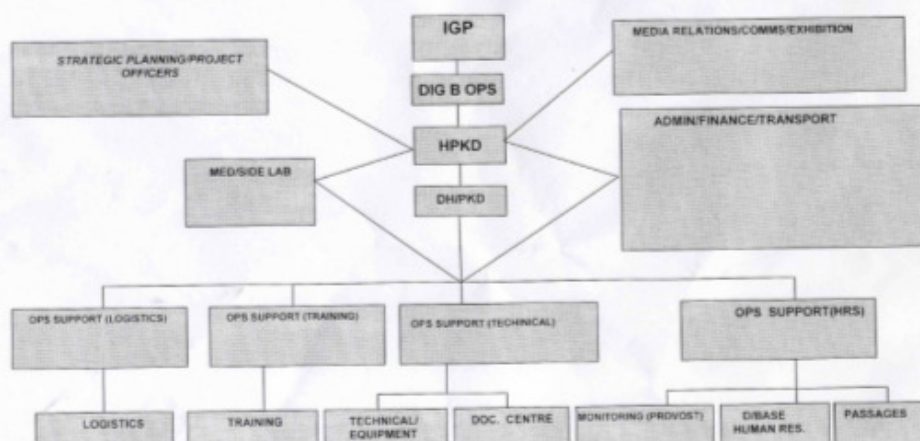 IGP
MEDIA RELATIONS/COMMS/EXHIBITION
STRATEGIC PLANNING/PROJECT
OFFICERS
DIG B OPS
ADMIN/FINANCE/TRANSPORT
HPKD
MED/SIDE LAB
DH/PKD
OPS SUPPORT (LOGISTICS)
OPS SUPPORT (TRAINING)
OPS SUPPORT (TECHINICAL)
OPS SUPPORT(HRS)
LOGISTICS
TRAINING
TECHNICAL/
EQUIPMENT
DOC. CENTRE
MONITORING (PROVOST)
D/BASE
HUMAN RES.
PASSAGES